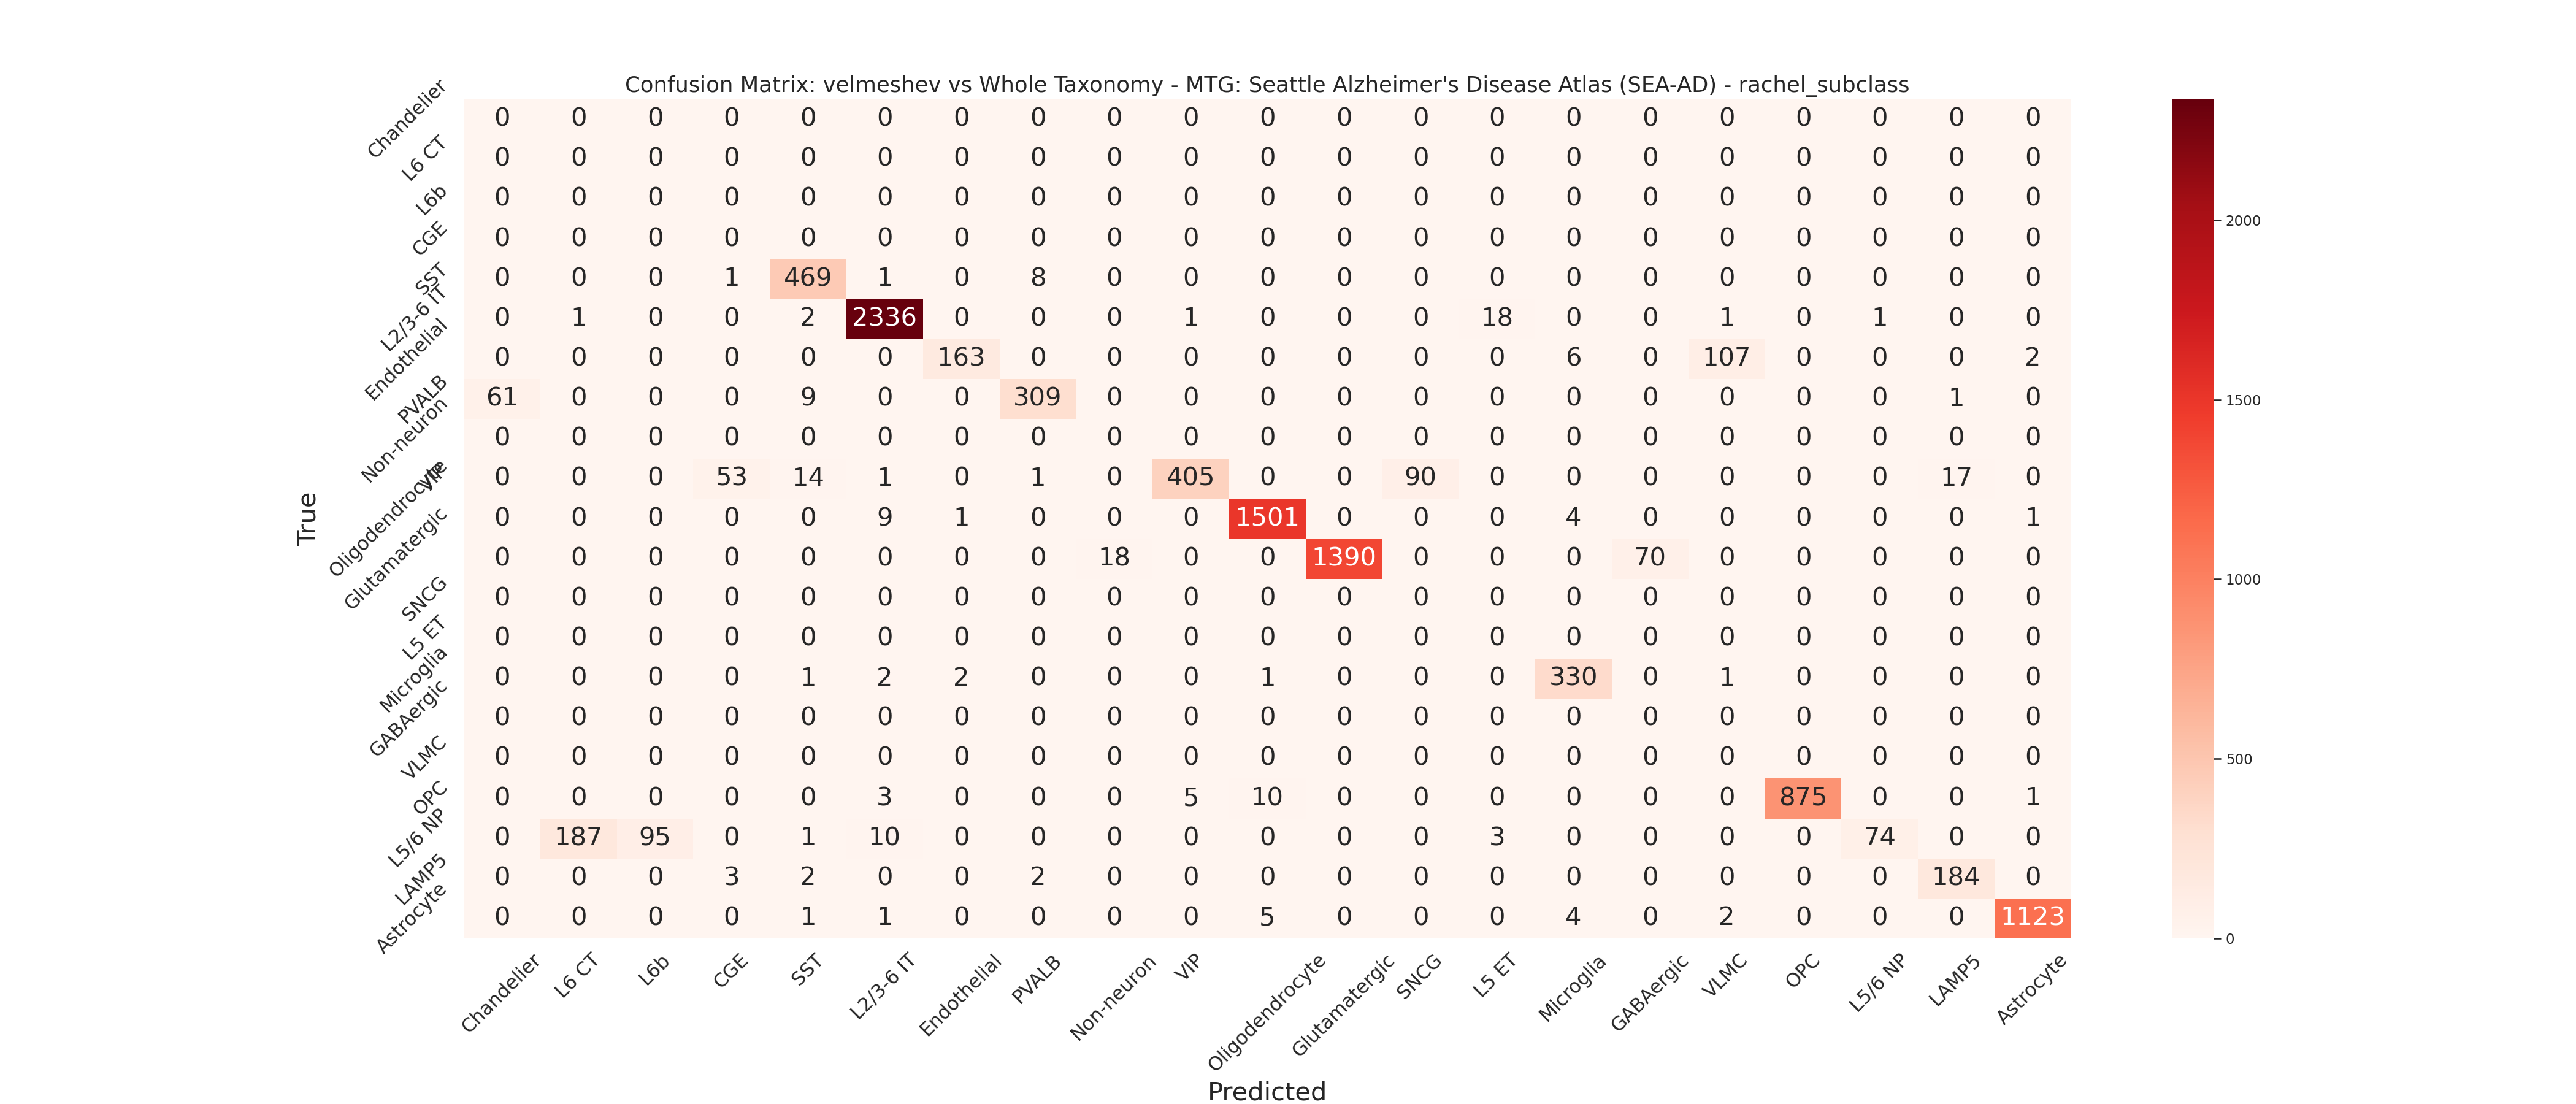 Confusion Matrix: velmeshev vs Whole Taxonomy - MTG: Seattle Alzheimer's Disease Atlas (SEA-AD) - rachel_subclass
True
Chandelier 0 0 0 0 0 0 0 0 0 0 0 0 0 0 0 0 0 0 0 0 0
L6 CT 0 0 0 0 0 0 0 0 0 0 0 0 0 0 0 0 0 0 0 0 0
L6b 0 0 0 0 0 0 0 0 0 0 0 0 0 0 0 0 0 0 0 0 0
CGE 0 0 0 0 0 0 0 0 0 0 0 0 0 0 0 0 0 0 0 0 0
SST 0 0 0 1 469 1 0 8 0 0 0 0 0 0 0 0 0 0 0 0 0
L2/3-6 IT 0 1 0 0 2 2336 0 0 0 1 0 0 0 18 0 0 1 0 1 0 0
Endothelial 0 0 0 0 0 0 163 0 0 0 0 0 0 0 6 0 107 0 0 0 2
PVALB 61 0 0 0 9 0 0 309 0 0 0 0 0 0 0 0 0 0 0 1 0
Non-neuron 0 0 0 0 0 0 0 0 0 0 0 0 0 0 0 0 0 0 0 0 0
VIP 0 0 0 53 14 1 0 1 0 405 0 0 90 0 0 0 0 0 0 17 0
Oligodendrocyte 0 0 0 0 0 9 1 0 0 0 1501 0 0 0 4 0 0 0 0 0 1
Glutamatergic 0 0 0 0 0 0 0 0 18 0 0 1390 0 0 0 70 0 0 0 0 0
SNCG 0 0 0 0 0 0 0 0 0 0 0 0 0 0 0 0 0 0 0 0 0
L5 ET 0 0 0 0 0 0 0 0 0 0 0 0 0 0 0 0 0 0 0 0 0
Microglia 0 0 0 0 1 2 2 0 0 0 1 0 0 0 330 0 1 0 0 0 0
GABAergic 0 0 0 0 0 0 0 0 0 0 0 0 0 0 0 0 0 0 0 0 0
VLMC 0 0 0 0 0 0 0 0 0 0 0 0 0 0 0 0 0 0 0 0 0
OPC 0 0 0 0 0 3 0 0 0 5 10 0 0 0 0 0 0 875 0 0 1
L5/6 NP 0 187 95 0 1 10 0 0 0 0 0 0 0 3 0 0 0 0 74 0 0
LAMP5 0 0 0 3 2 0 0 2 0 0 0 0 0 0 0 0 0 0 0 184 0
Astrocyte 0 0 0 0 1 1 0 0 0 0 5 0 0 0 4 0 2 0 0 0 1123
Chandelier L6 CT L6b CGE SST L2/3-6 IT Endothelial PVALB Non-neuron VIP Oligodendrocyte Glutamatergic SNCG L5 ET Microglia GABAergic VLMC OPC L5/6 NP LAMP5 Astrocyte
Predicted
2000
1500
1000
500
0